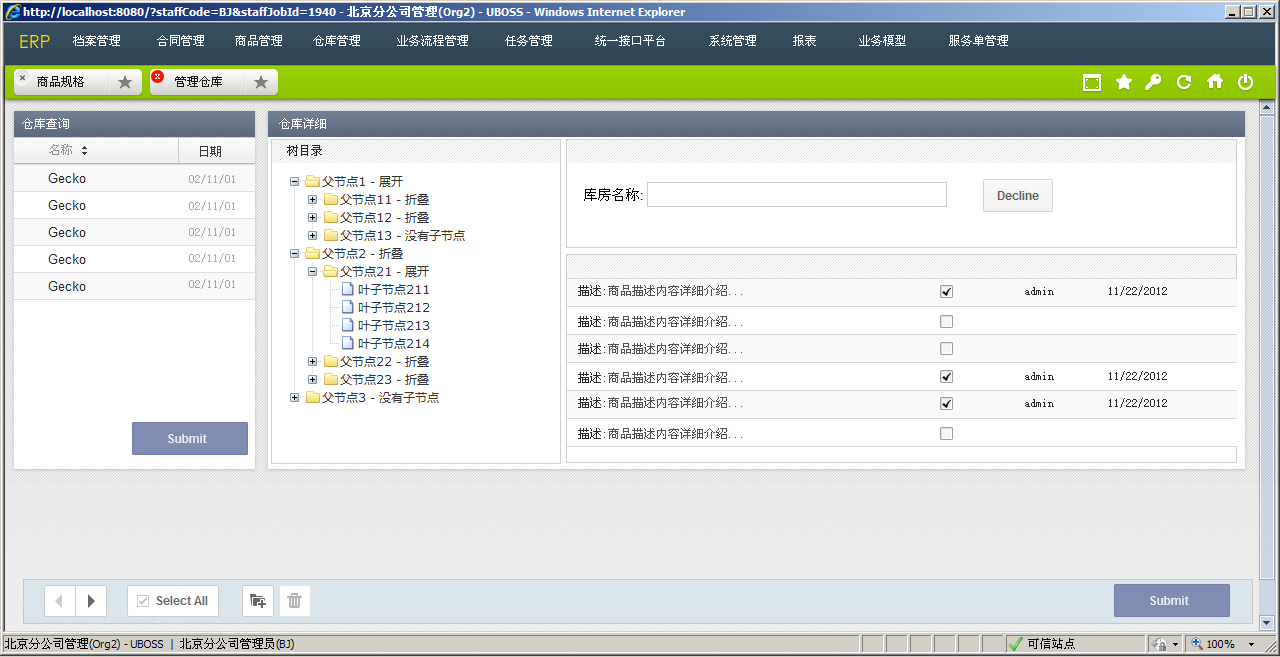 http://localhost:8080/?staffCode=BJ&staffJobId=1940 - 北京分公司管理(Org2) - UBOSS - Windows Internet Explorer
ERP 档案管理 合同管理 商品管理 仓库管理 业务流程管理 任务管理 统一接口平台 系统管理 报表 业务模型 服务单管理
商品规格 管理仓库
仓库查询
名称 日期
Gecko 02/11/01
Gecko 02/11/01
Gecko 02/11/01
Gecko 02/11/01
Gecko 02/11/01
Submit
仓库详细
树目录
父节点1 - 展开
父节点11 - 折叠
父节点12 - 折叠
父节点13 - 没有子节点
父节点2 - 折叠
父节点21 - 展开
叶子节点211
叶子节点212
叶子节点213
叶子节点214
父节点22 - 折叠
父节点23 - 折叠
父节点3 - 没有子节点
库房名称: Decline
描述:商品描述内容详细介绍... admin 11/22/2012
描述:商品描述内容详细介绍...
描述:商品描述内容详细介绍...
描述:商品描述内容详细介绍... admin 11/22/2012
描述:商品描述内容详细介绍... admin 11/22/2012
描述:商品描述内容详细介绍...
Select All Submit
北京分公司管理(Org2) - UBOSS | 北京分公司管理员(BJ) 可信站点 100%